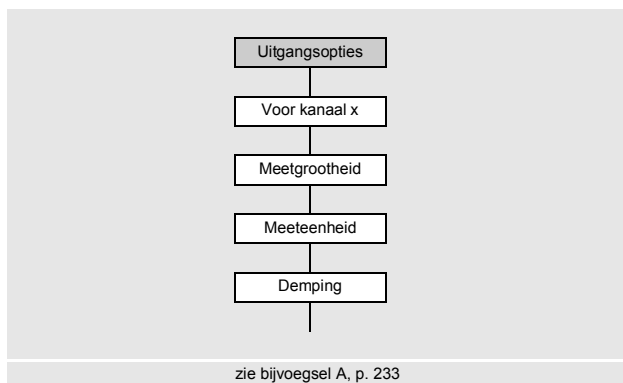 Uitgangsopties
Voor kanaal x
Meetgrootheid
Meeteenheid
Demping
zie bijvoegsel A, p. 233